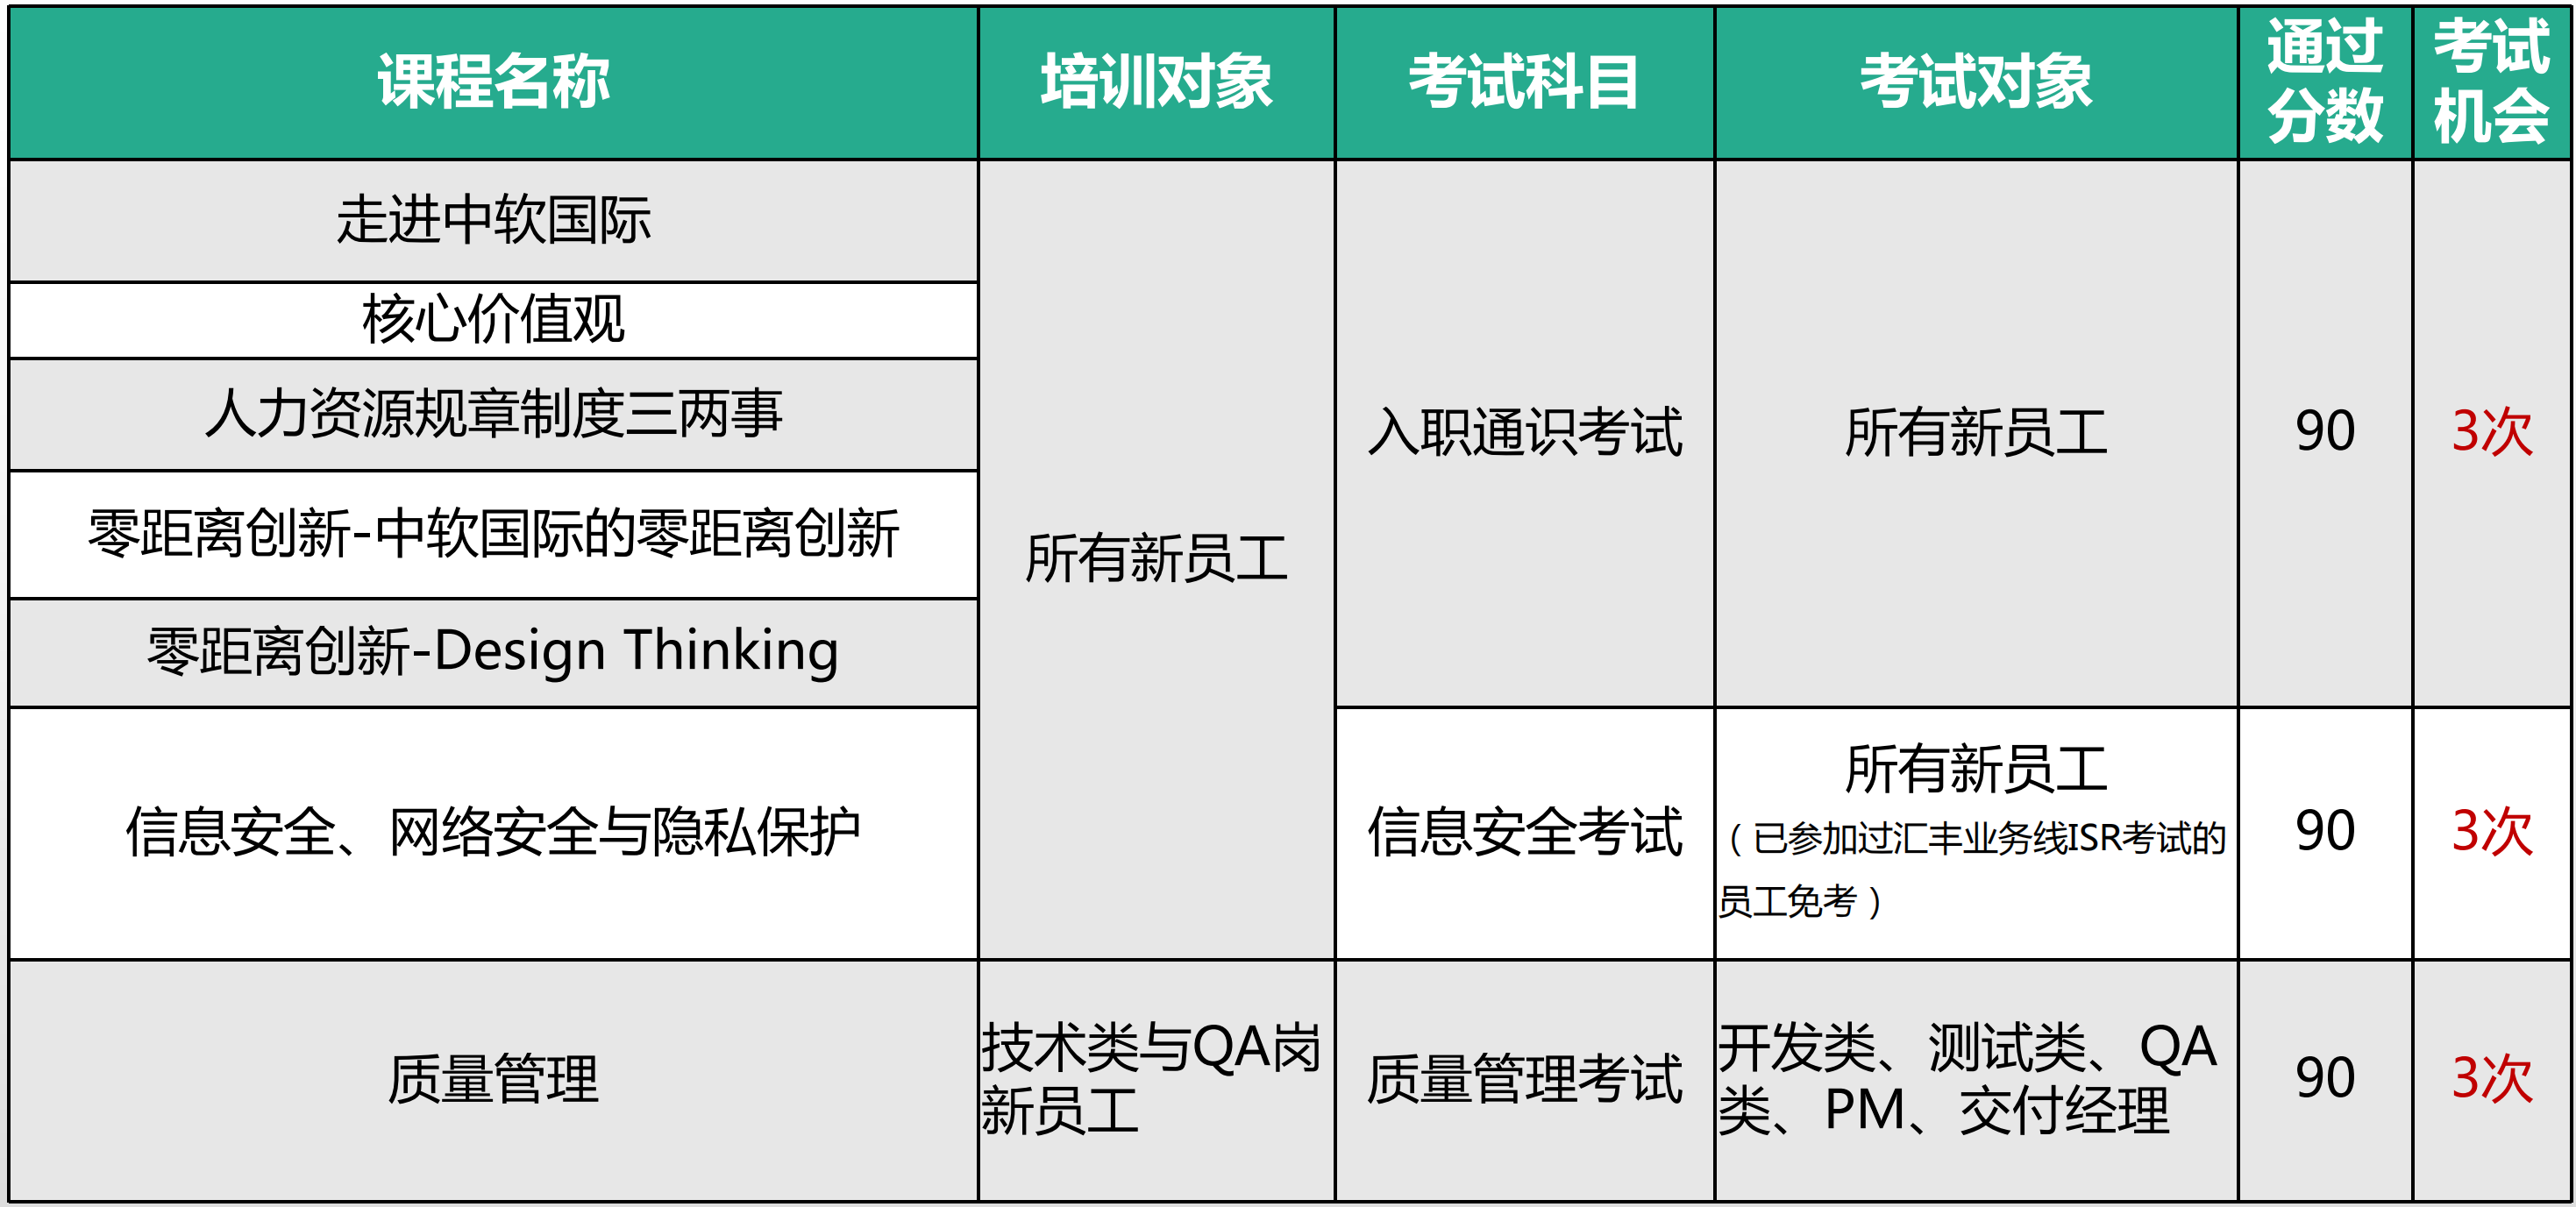 课程名称
培训对象
考试科目
考试对象
通过
分数
考试
机会
走进中软国际
核心价值观
人力资源规章制度三两事
零距离创新-中软国际的零距离创新
零距离创新-Design Thinking
所有新员工
入职通识考试
所有新员工
90
3次
信息安全、网络安全与隐私保护
信息安全考试
所有新员工
（已参加过汇丰业务线ISR考试的
员工免考）
90
3次
质量管理
技术类与QA岗
新员工
质量管理考试
开发类、测试类、QA
类、PM、交付经理
90
3次